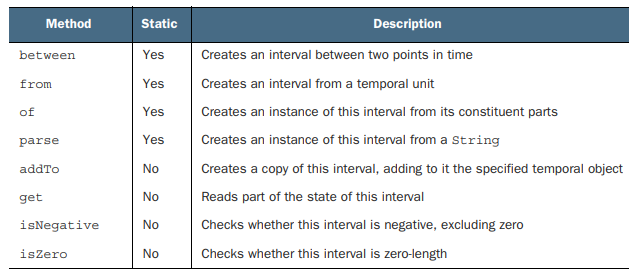 Method Static Description
between Yes Creates an interval between two points in time
from Yes Creates an interval from a temporal unit
of Yes Creates an instance of this interval from its constituent parts
parse Yes Creates an instance of this interval from a String
addTo No Creates a copy of this interval, adding to it the specified temporal object
get No Reads part of the state of this interval
isNegative No Checks whether this interval is negative, excluding zero
isZero No Checks whether this interval is zero-length